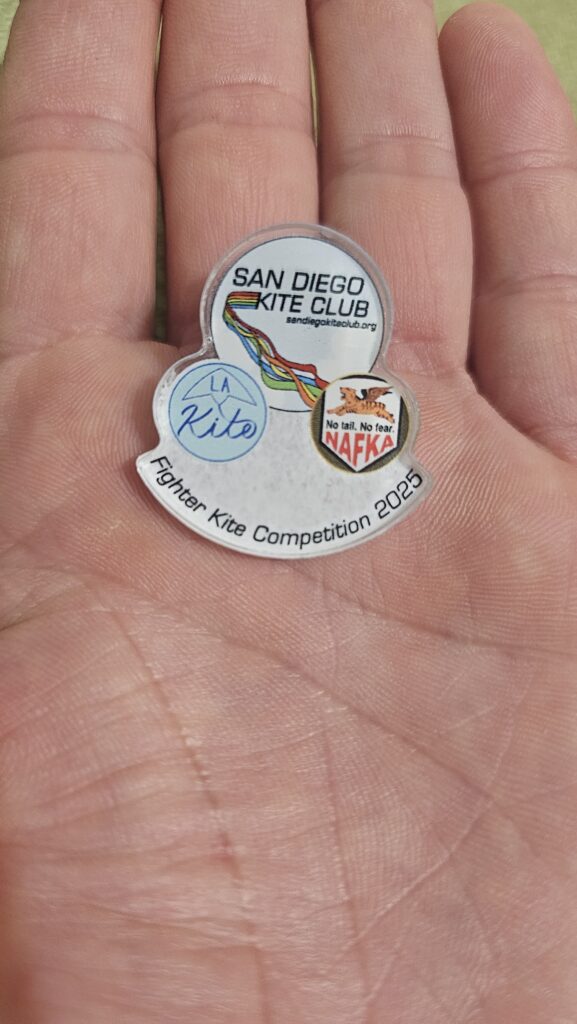 SAN DIEGO
KITE CLUB
sandiegokiteclub.org
LA
Kite
No tail. No fear.
NAFKA
Fighter Kite Competition 2025